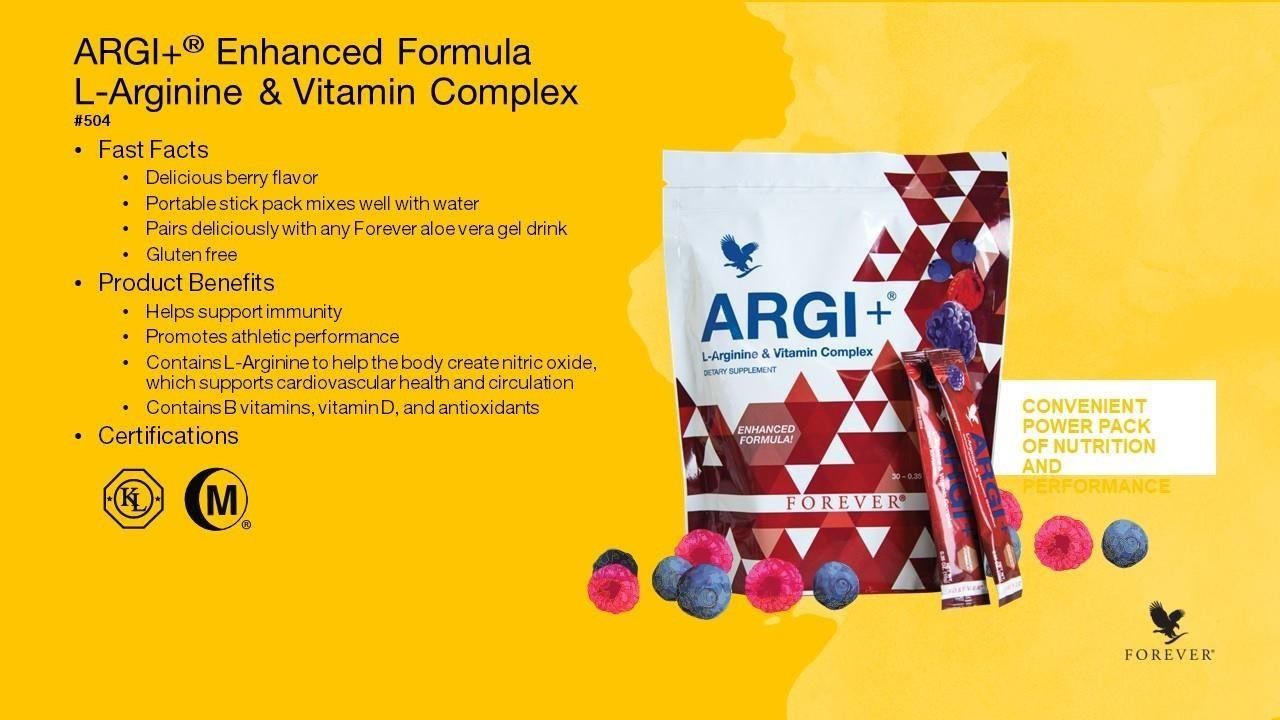 ARGI+® Enhanced Formula
L-Arginine & Vitamin Complex
#504
• Fast Facts
• Delicious berry flavor
• Portable stick pack mixes well with water
• Pairs deliciously with any Forever aloe vera gel drink
• Gluten free
• Product Benefits
• Helps support immunity
• Promotes athletic performance
• Contains L-Arginine to help the body create nitric oxide,
which supports cardiovascular health and circulation
• Contains B vitamins, vitamin D, and antioxidants
• Certifications
KL
M®
ARGI+®
L-Arginine & Vitamin Complex
DIETARY SUPPLEMENT
ENHANCED
FORMULA!
30 - 0.35
FOREVER®
ARGI
ARGI
CONVENIENT
POWER PACK
OF NUTRITION
AND
PERFORMANCE
FOREVER®